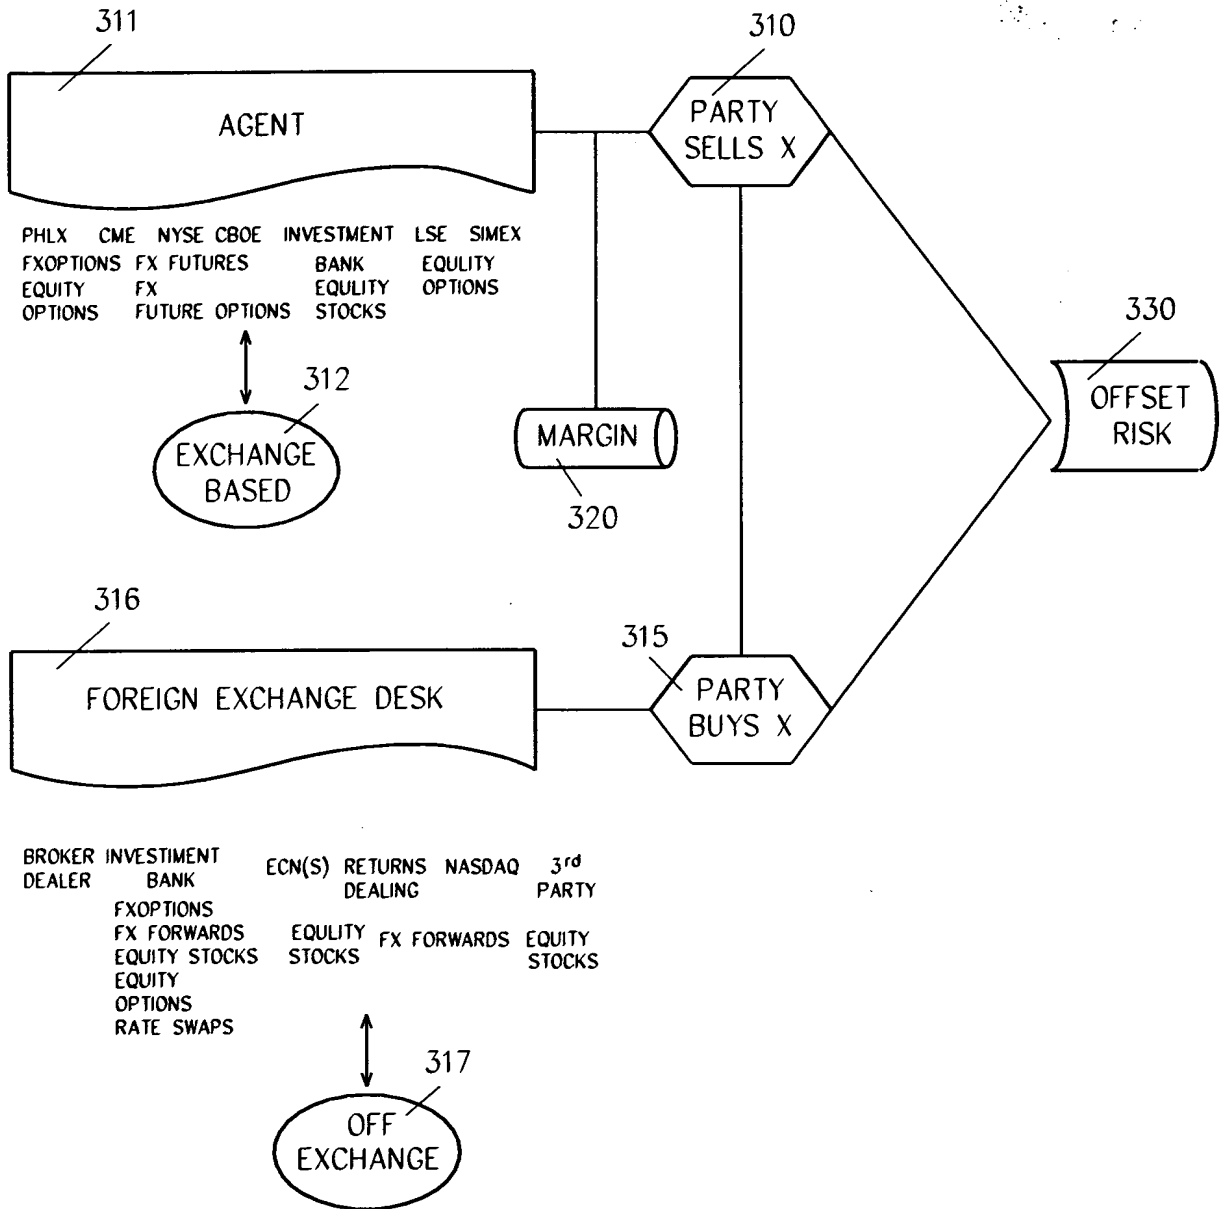 311
310
AGENT
PARTY
SELLS X
PHLX CME NYSE CBOE INVESTMENT LSE SIMEX
FXOPTIONS FX FUTURES BANK EQULITY
EQUITY FX EQULITY OPTIONS
OPTIONS FUTURE OPTIONS STOCKS
330
OFFSET
RISK
312
EXCHANGE
BASED
MARGIN
320
316
315
FOREIGN EXCHANGE DESK
PARTY
BUYS X
BROKER INVESTIMENT ECN(S) RETURNS NASDAQ 3rd
DEALER BANK DEALING PARTY
FXOPTIONS
FX FORWARDS EQULITY FX FORWARDS EQUITY
EQUITY STOCKS STOCKS STOCKS
EQUITY
OPTIONS
RATE SWAPS
317
OFF
EXCHANGE